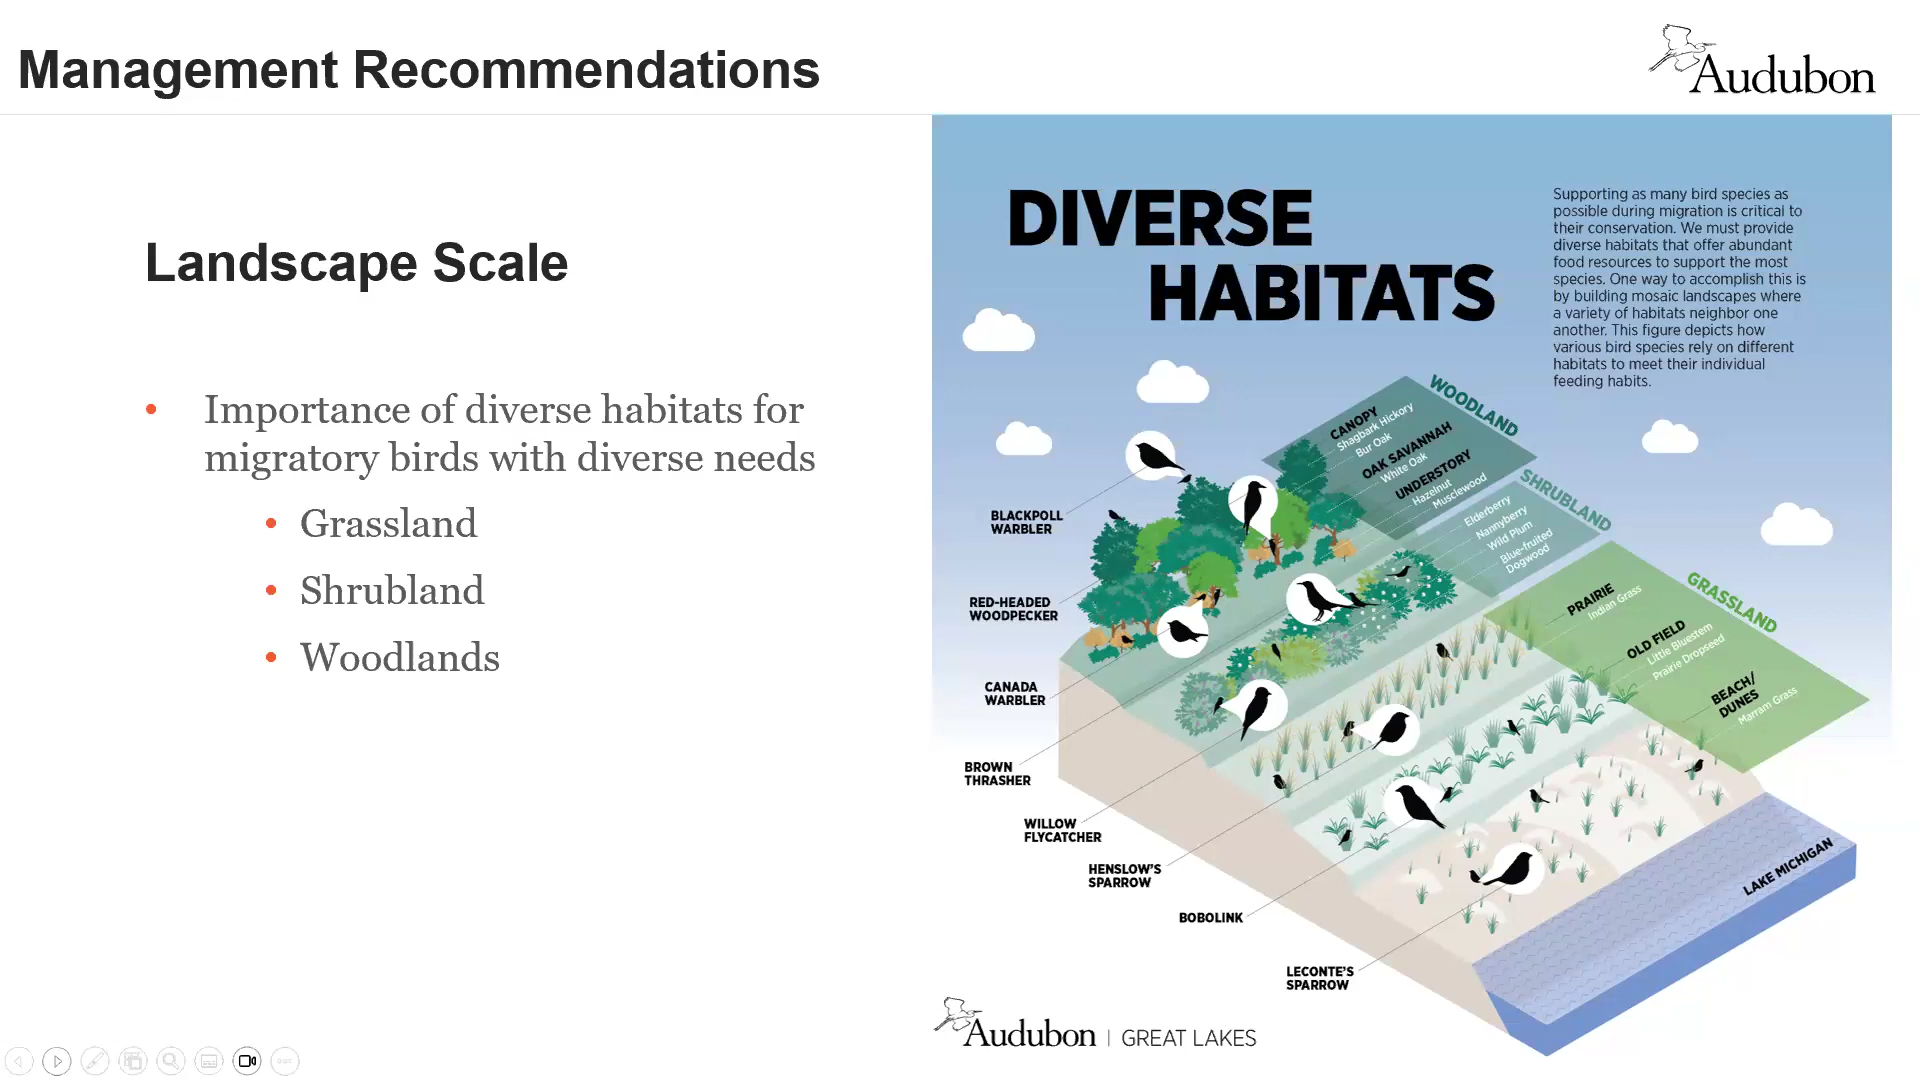 Management Recommendations
Audubon
Landscape Scale
• Importance of diverse habitats for
migratory birds with diverse needs
• Grassland
• Shrubland
• Woodlands
DIVERSE
HABITATS
Supporting as many bird species as
possible during migration is critical to
their conservation. We must provide
diverse habitats that offer abundant
food resources to support the most
species. One way to accomplish this is
by building mosaic landscapes where
a variety of habitats neighbor one
another. This figure depicts how
various bird species rely on different
habitats to meet their individual
feeding habits.
WOODLAND
CANOPY
Shagbark Hickory
Bur Oak
OAK SAVANNAH
White Oak
UNDERSTORY
Hazelnut
Musclewood
SHRUBLAND
Elderberry
Nannyberry
Wild Plum
Blue-fruited
Dogwood
GRASSLAND
PRAIRIE
Indian Grass
OLD FIELD
Little Bluestem
Prairie Dropseed
BEACH/
DUNES
Marram Grass
BLACKPOLL
WARBLER
RED-HEADED
WOODPECKER
CANADA
WARBLER
BROWN
THRASHER
WILLOW
FLYCATCHER
HENSLOW'S
SPARROW
BOBOLINK
LECONTE'S
SPARROW
LAKE MICHIGAN
Audubon | GREAT LAKES